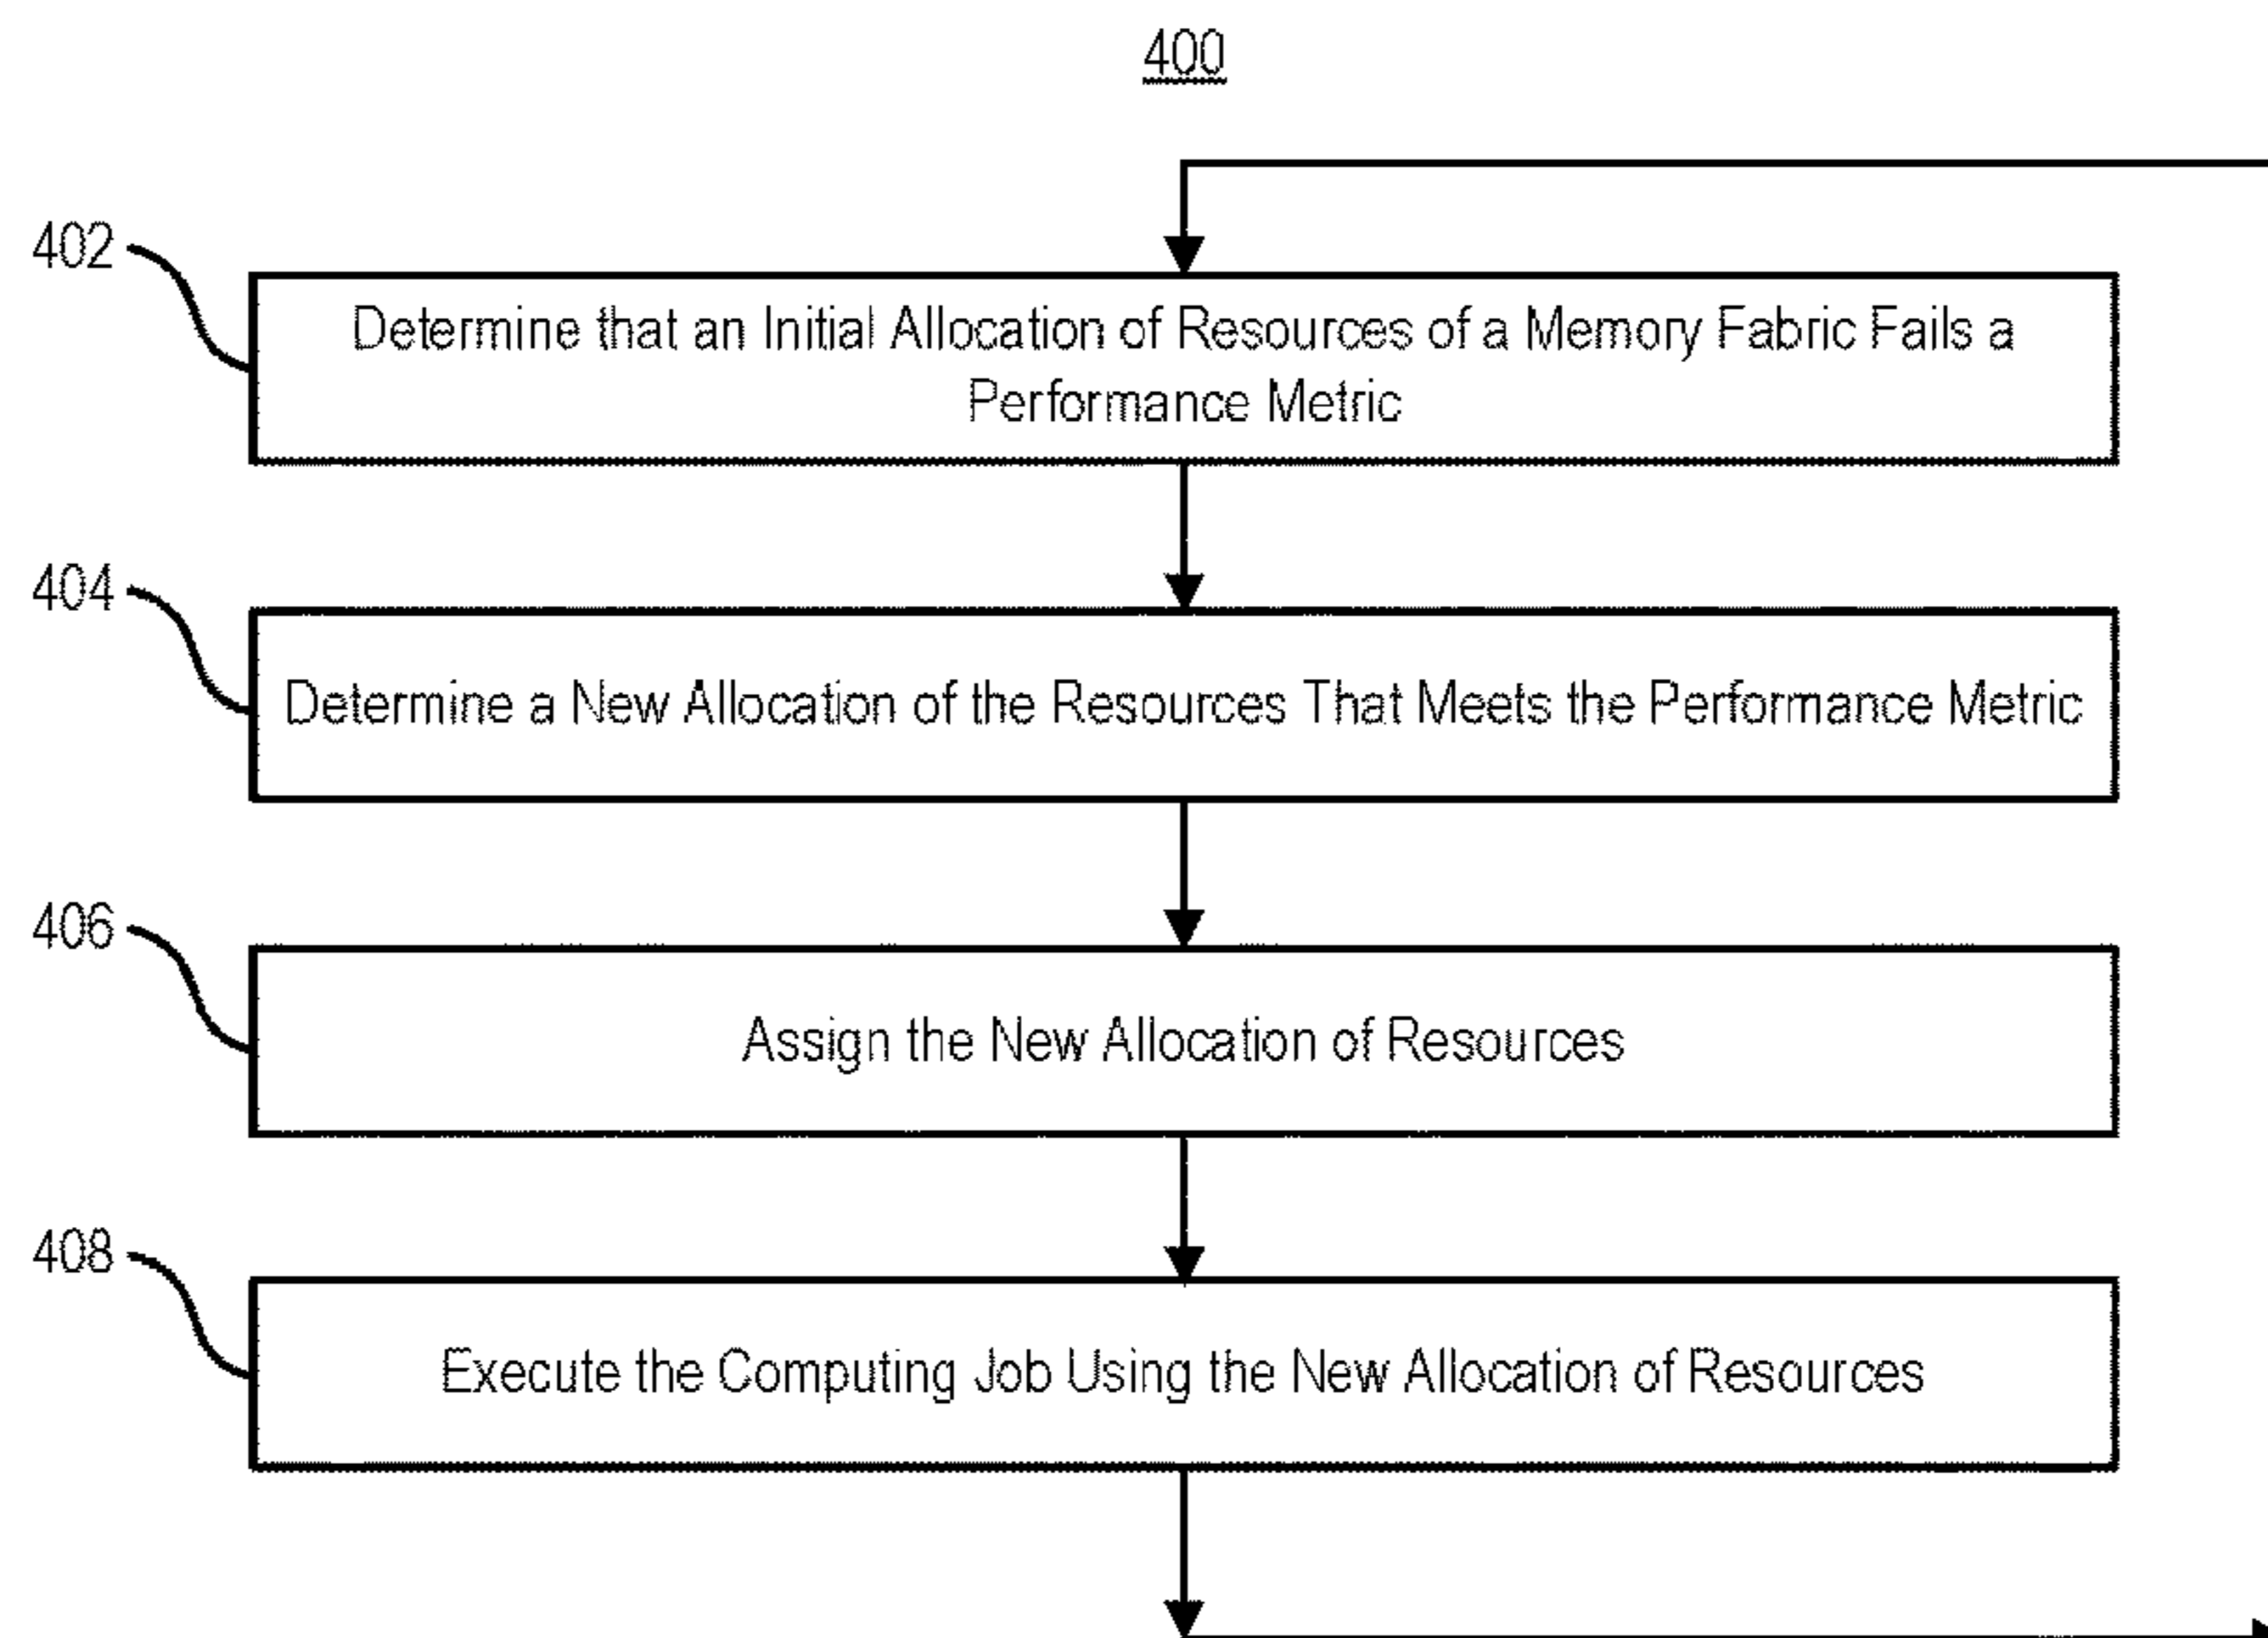 400
402
Determine that an Initial Allocation of Resources of a Memory Fabric Fails a
Performance Metric
404
Determine a New Allocation of the Resources That Meets the Performance Metric
406
Assign the New Allocation of Resources
408
Execute the Computing Job Using the New Allocation of Resources